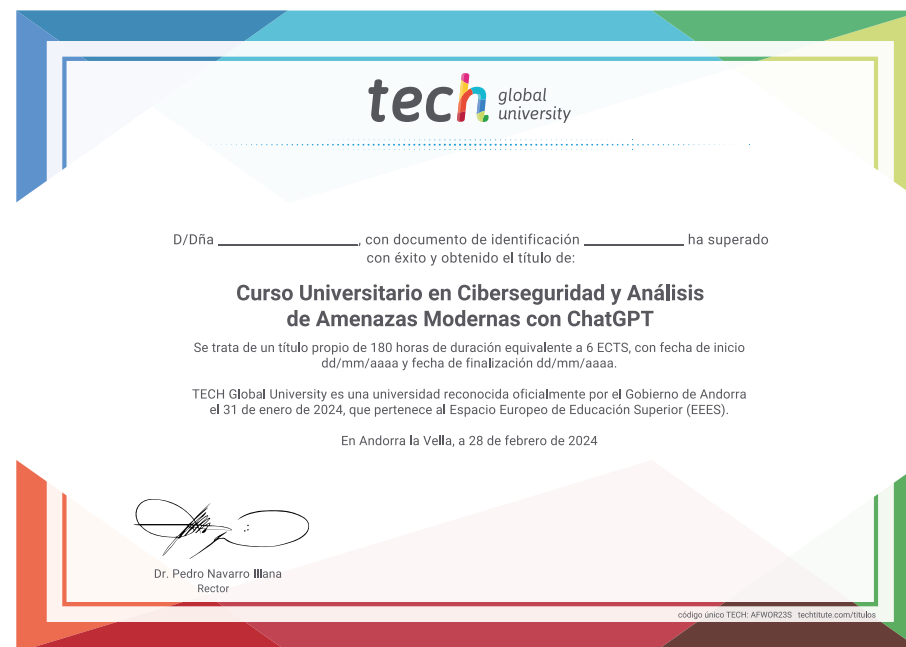 tech global university
D/Dña ____________________, con documento de identificación ______________ ha superado
con éxito y obtenido el título de:
Curso Universitario en Ciberseguridad y Análisis
de Amenazas Modernas con ChatGPT
Se trata de un título propio de 180 horas de duración equivalente a 6 ECTS, con fecha de inicio
dd/mm/aaaa y fecha de finalización dd/mm/aaaa.
TECH Global University es una universidad reconocida oficialmente por el Gobierno de Andorra
el 31 de enero de 2024, que pertenece al Espacio Europeo de Educación Superior (EEES).
En Andorra la Vella, a 28 de febrero de 2024
Dr. Pedro Navarro Illana
Rector
código único TECH: AFWOR23S techtitute.com/titulos